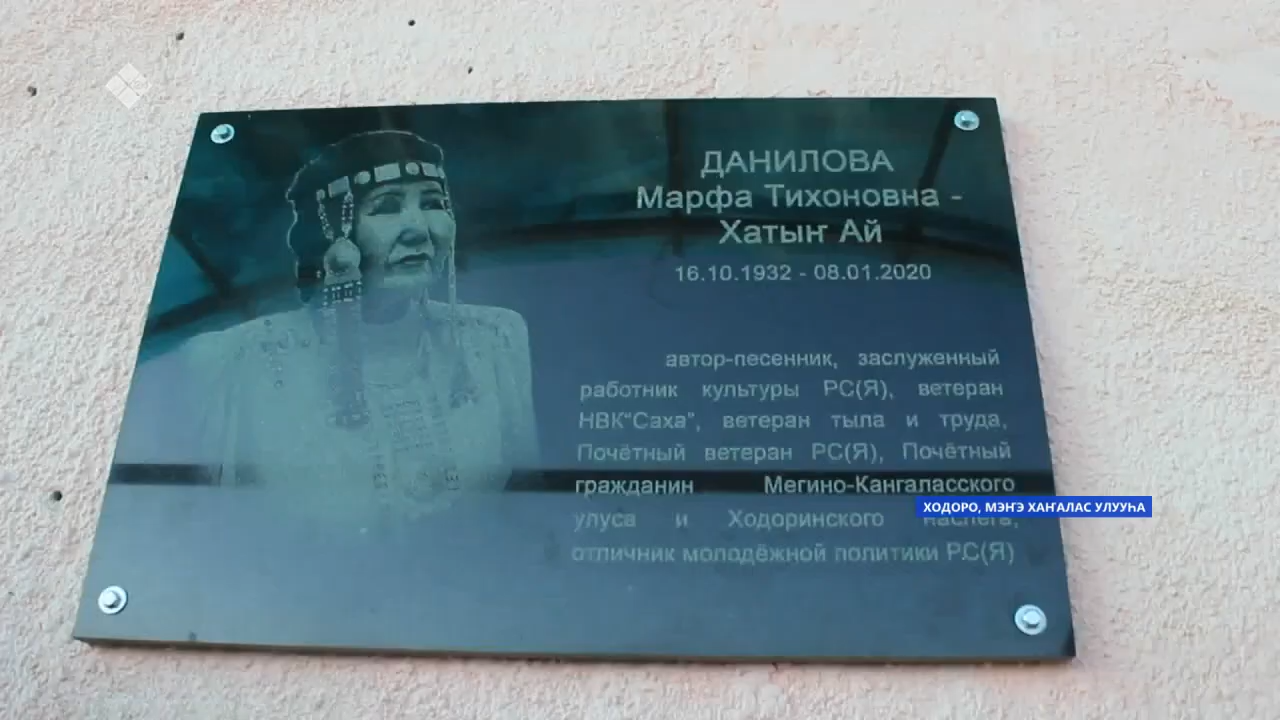 ДАНИЛОВА
Марфа Тихоновна -
Хатыҥ Ай
16.10.1932 - 08.01.2020
автор-песенник, заслуженный
работник культуры РС(Я), ветеран
НВК“Саха”, ветеран тыла и труда,
Почётный ветеран РС(Я), Почётный
гражданин Мегино-Кангаласского
улуса и Ходоринского наслега,
отличник молодёжной политики РС(Я)
ХОДОРО, МЭҤЭ ХАҤАЛАС УЛУУҺА